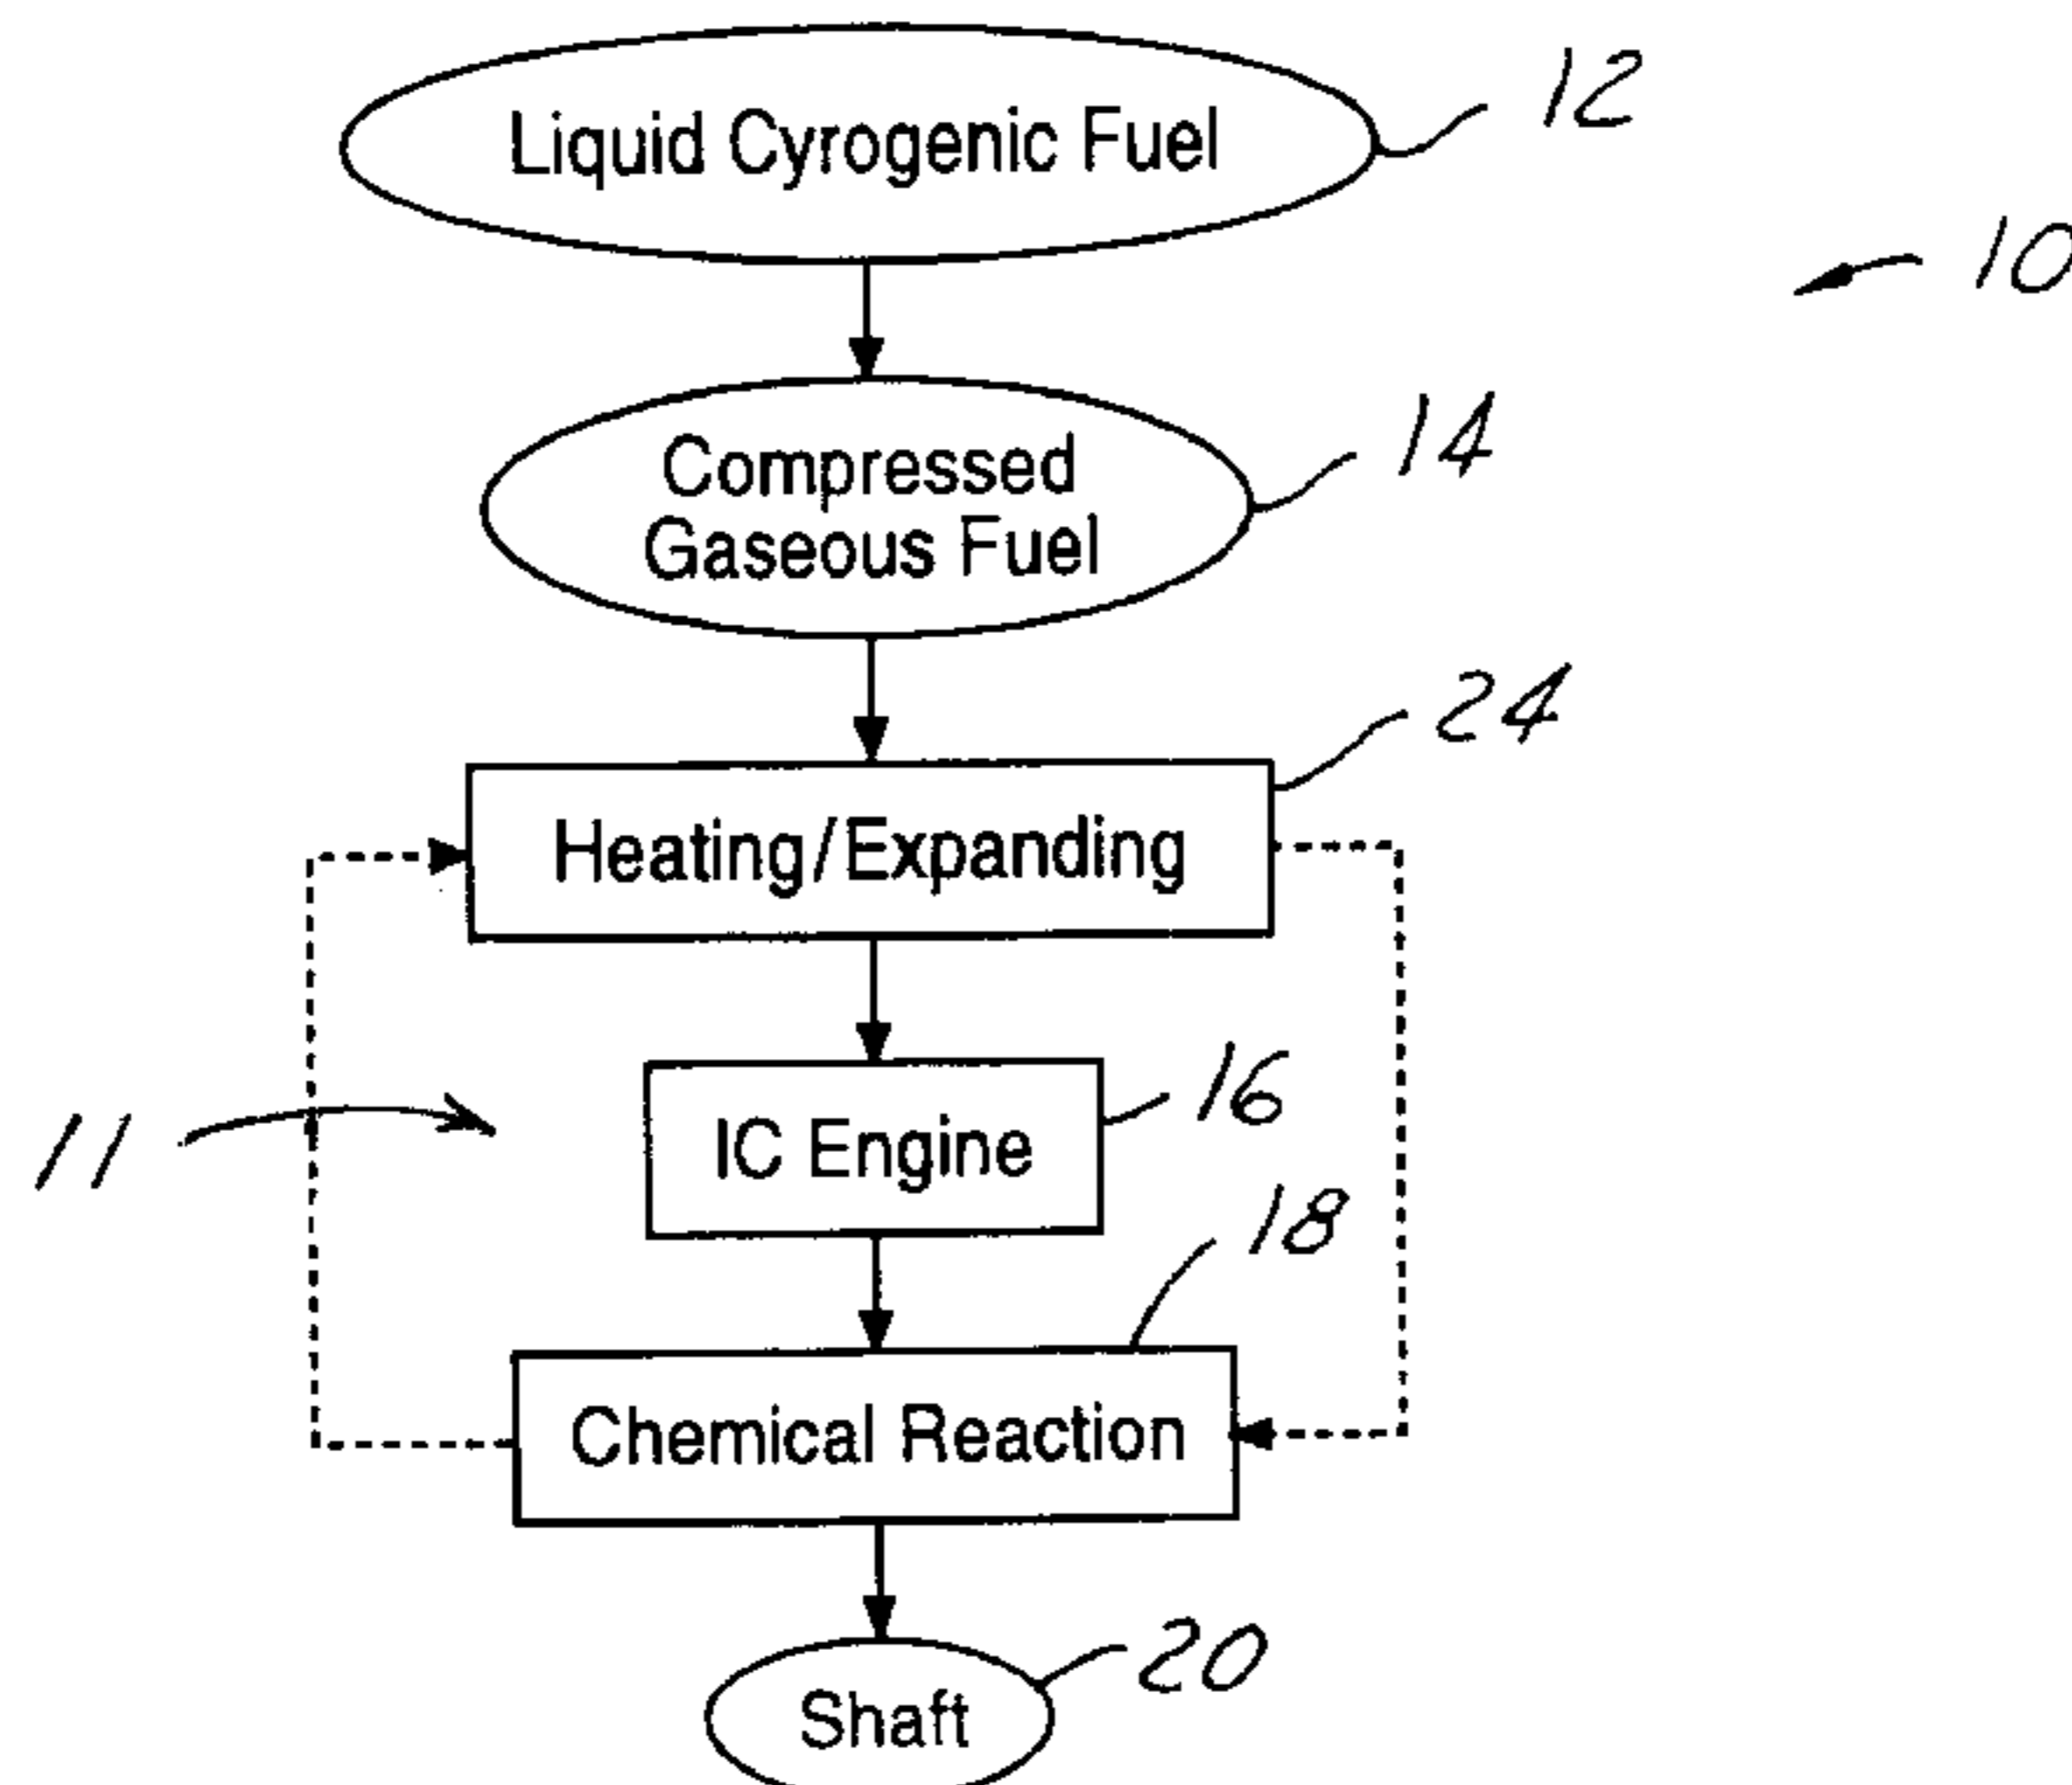 Liquid Cyrogenic Fuel
12
10
Compressed
Gaseous Fuel
14
24
Heating/Expanding
11
IC Engine
16
18
Chemical Reaction
20
Shaft